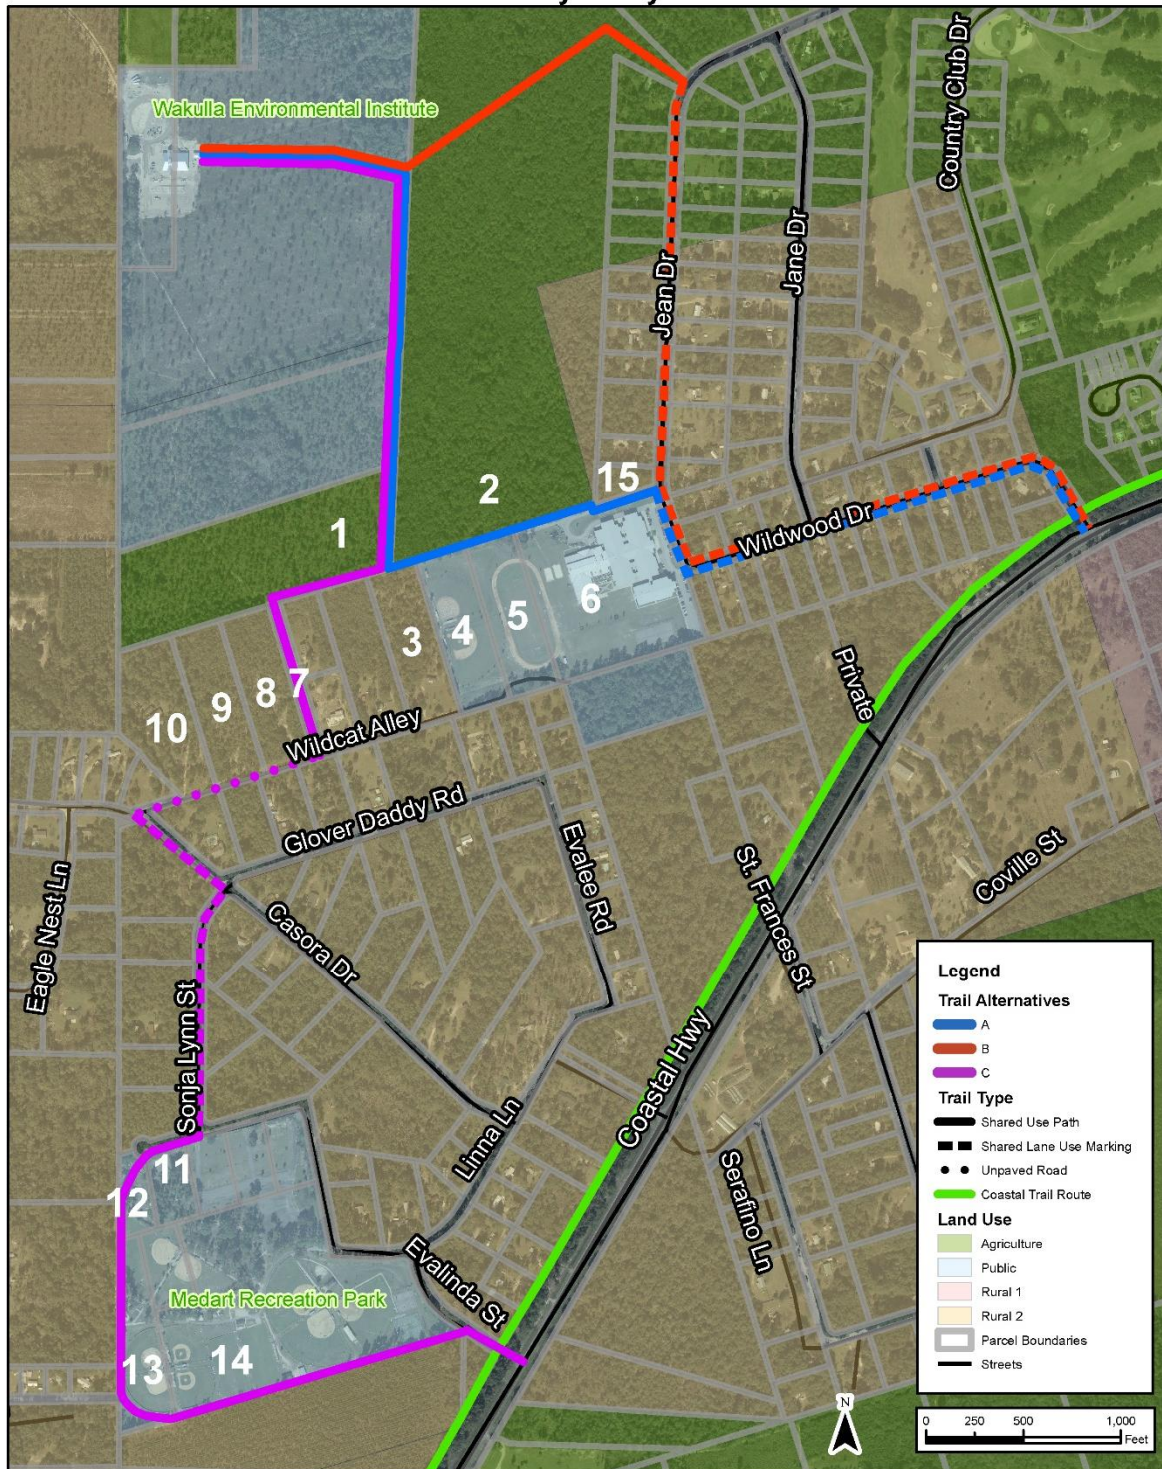 Wakulla Environmental Institute
Country Club Dr
Jane Dr
Jean Dr
15
2
1
Wildwood Dr
6
5
4
3
7
8
9
10
Private
Wildcat Alley
Glover Daddy Rd
Evalee Rd
St. Frances St
Coville St
Eagle Nest Ln
Casora Dr
Sonja Lynn St
Coastal Hwy
Linna Ln
Serafino Ln
11
12
Evalinda St
Medart Recreation Park
13
14
Legend
Trail Alternatives
A
B
C
Trail Type
Shared Use Path
Shared Lane Use Marking
Unpaved Road
Coastal Trail Route
Land Use
Agriculture
Public
Rural 1
Rural 2
Parcel Boundaries
Streets
N
0 250 500 1,000
Feet